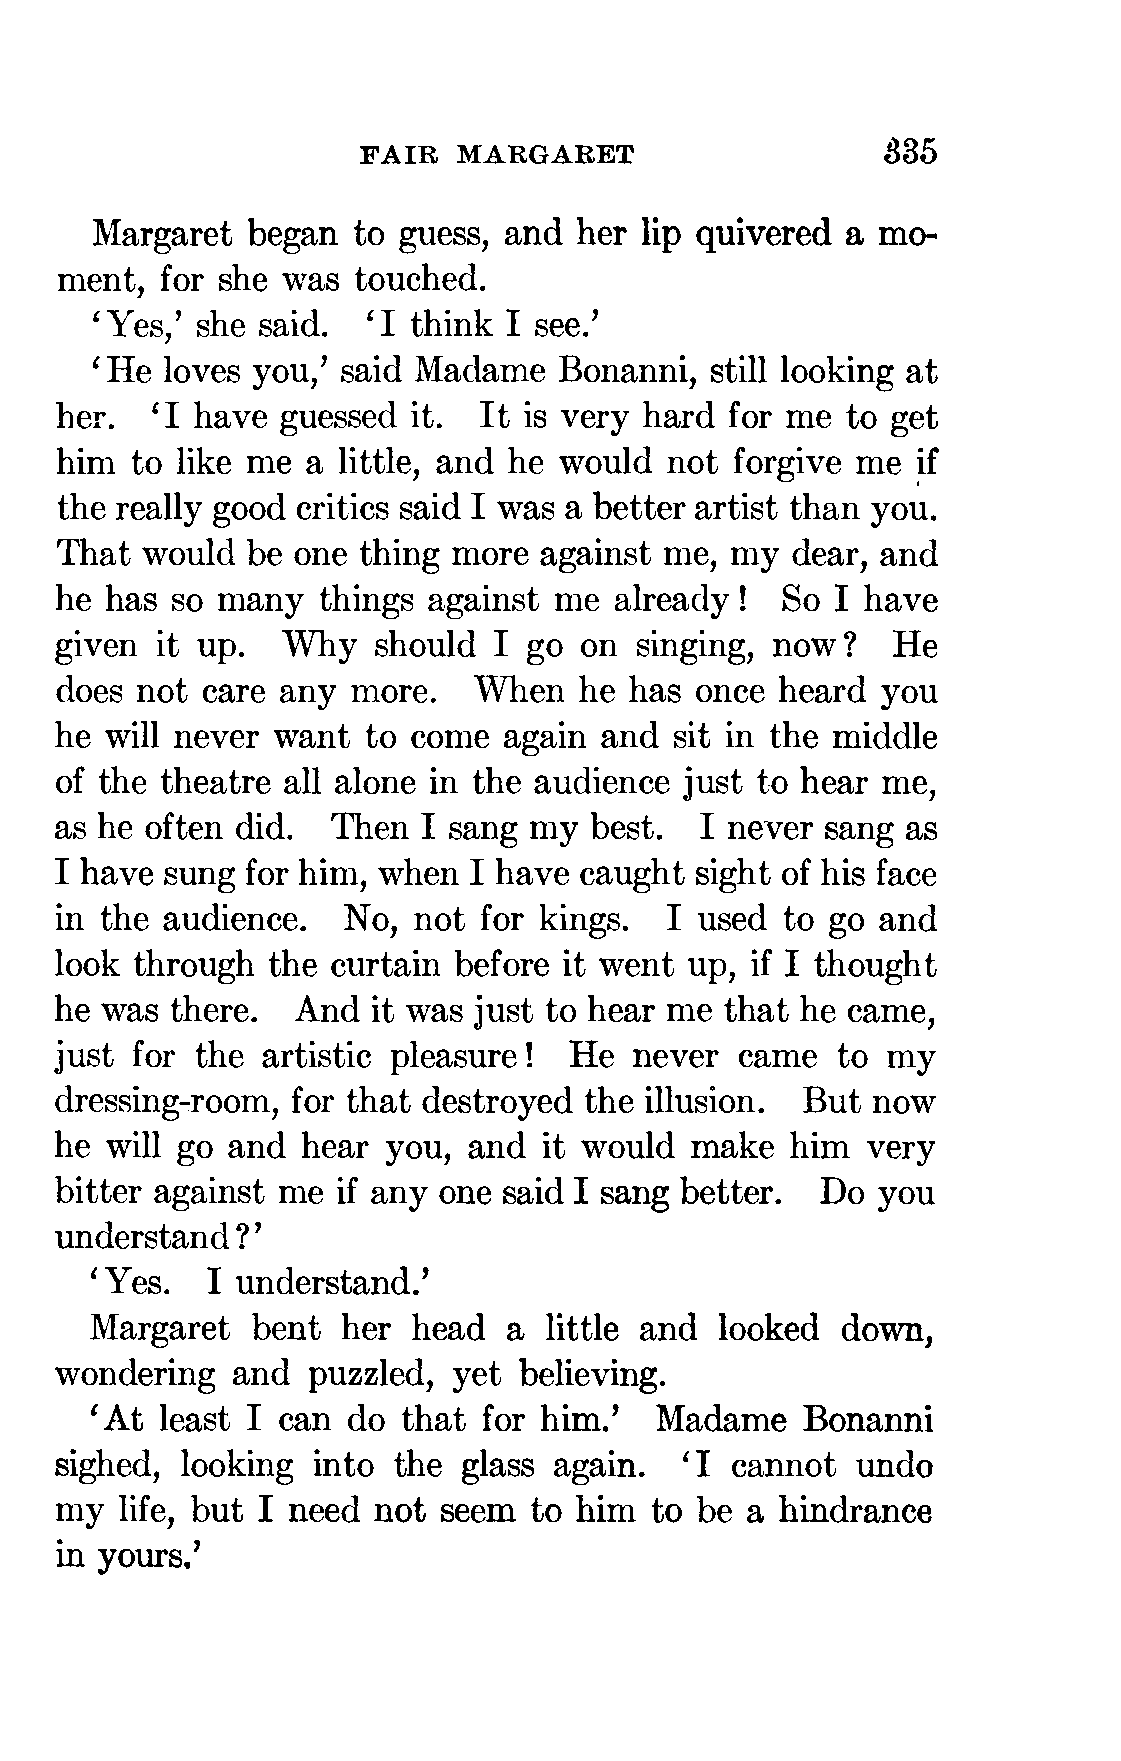 FAIR MARGARET 335
Margaret began to guess, and her lip quivered a mo-
ment, for she was touched.
‘Yes,’ she said. ‘I think I see.’
‘He loves you,’ said Madame Bonanni, still looking at
her. ‘I have guessed it. It is very hard for me to get
him to like me a little, and he would not forgive me if
the really good critics said I was a better artist than you.
That would be one thing more against me, my dear, and
he has so many things against me already! So I have
given it up. Why should I go on singing, now? He
does not care any more. When he has once heard you
he will never want to come again and sit in the middle
of the theatre all alone in the audience just to hear me,
as he often did. Then I sang my best. I never sang as
I have sung for him, when I have caught sight of his face
in the audience. No, not for kings. I used to go and
look through the curtain before it went up, if I thought
he was there. And it was just to hear me that he came,
just for the artistic pleasure! He never came to my
dressing-room, for that destroyed the illusion. But now
he will go and hear you, and it would make him very
bitter against me if any one said I sang better. Do you
understand?’
‘Yes. I understand.’
Margaret bent her head a little and looked down,
wondering and puzzled, yet believing.
‘At least I can do that for him.’ Madame Bonanni
sighed, looking into the glass again. ‘I cannot undo
my life, but I need not seem to him to be a hindrance
in yours.’